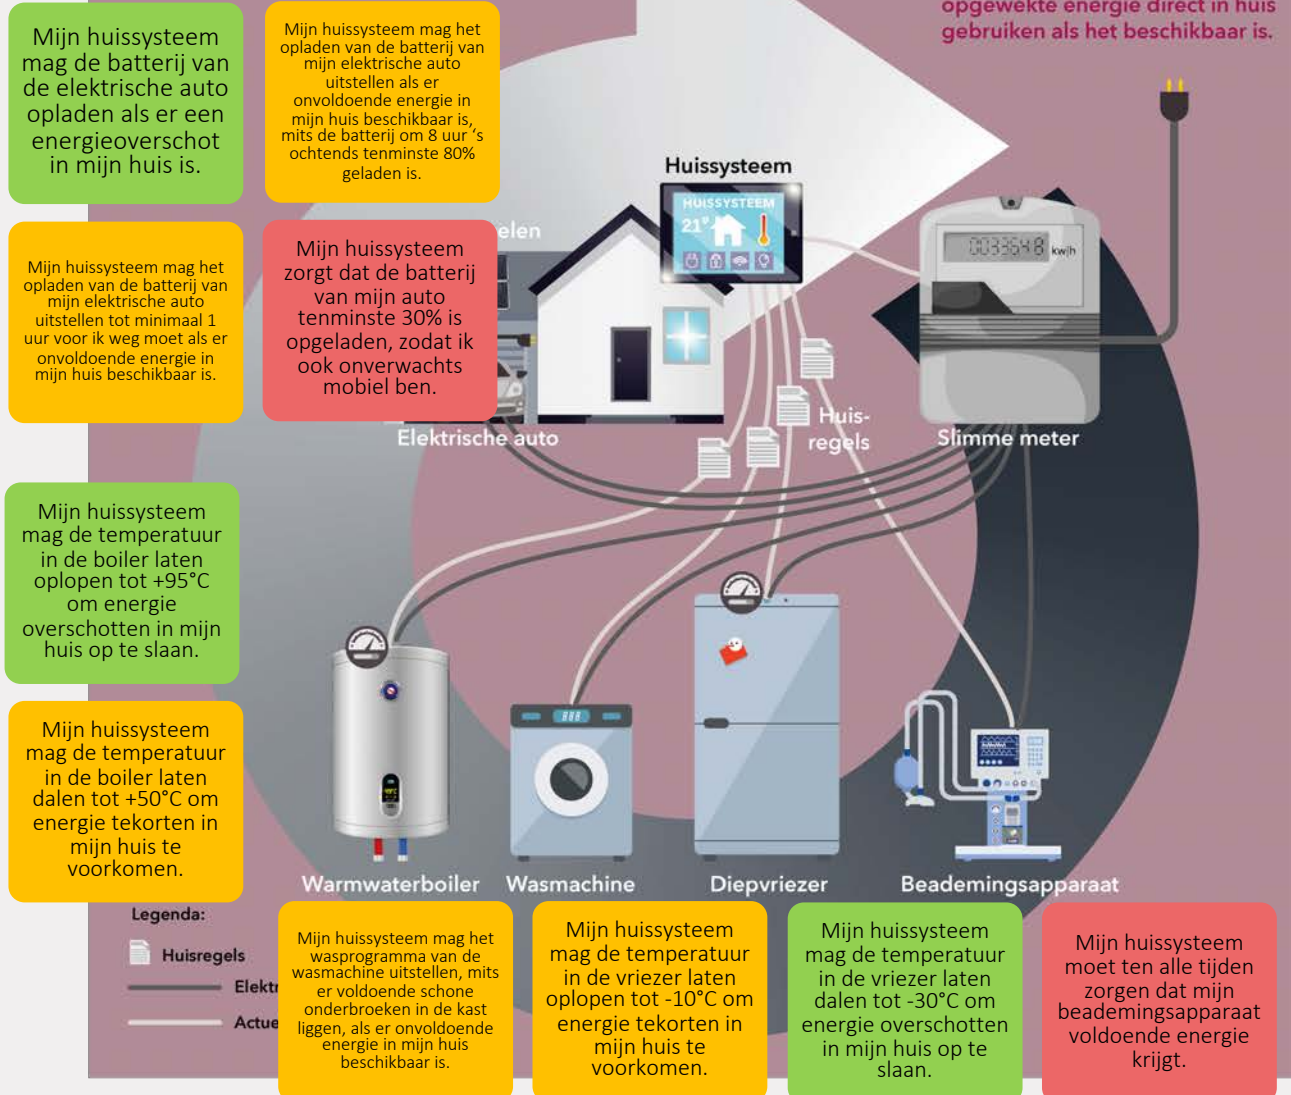 opgewekte energie direct in huis
gebruiken als het beschikbaar is.
Mijn huissysteem
mag de batterij van
de elektrische auto
opladen als er een
energieoverschot
in mijn huis is.
Mijn huissysteem mag het
opladen van de batterij van
mijn elektrische auto
uitstellen als er
onvoldoende energie in
mijn huis beschikbaar is,
mits de batterij om 8 uur ‘s
ochtends tenminste 80%
geladen is.
Mijn huissysteem mag het
opladen van de batterij van
mijn elektrische auto
uitstellen tot minimaal 1
uur voor ik weg moet als er
onvoldoende energie in
mijn huis beschikbaar is.
Mijn huissysteem
zorgt dat de batterij
van mijn auto
tenminste 30% is
opgeladen, zodat ik
ook onverwachts
mobiel ben.
elen
Huissysteem
HUISSYSTEEM
21°
0033648 kw|h
Elektrische auto
Huis-
regels
Slimme meter
Mijn huissysteem
mag de temperatuur
in de boiler laten
oplopen tot +95°C
om energie
overschotten in mijn
huis op te slaan.
Mijn huissysteem
mag de temperatuur
in de boiler laten
dalen tot +50°C om
energie tekorten in
mijn huis te
voorkomen.
888
Warmwaterboiler
Wasmachine
Diepvriezer
Beademingsapparaat
Legenda:
Huisregels
Elektr
Actue
Mijn huissysteem mag het
wasprogramma van de
wasmachine uitstellen, mits
er voldoende schone
onderbroeken in de kast
liggen, als er onvoldoende
energie in mijn huis
beschikbaar is.
Mijn huissysteem
mag de temperatuur
in de vriezer laten
oplopen tot -10°C om
energie tekorten in
mijn huis te
voorkomen.
Mijn huissysteem
mag de temperatuur
in de vriezer laten
dalen tot -30°C om
energie overschotten
in mijn huis op te
slaan.
Mijn huissysteem
moet ten alle tijden
zorgen dat mijn
beademingsapparaat
voldoende energie
krijgt.